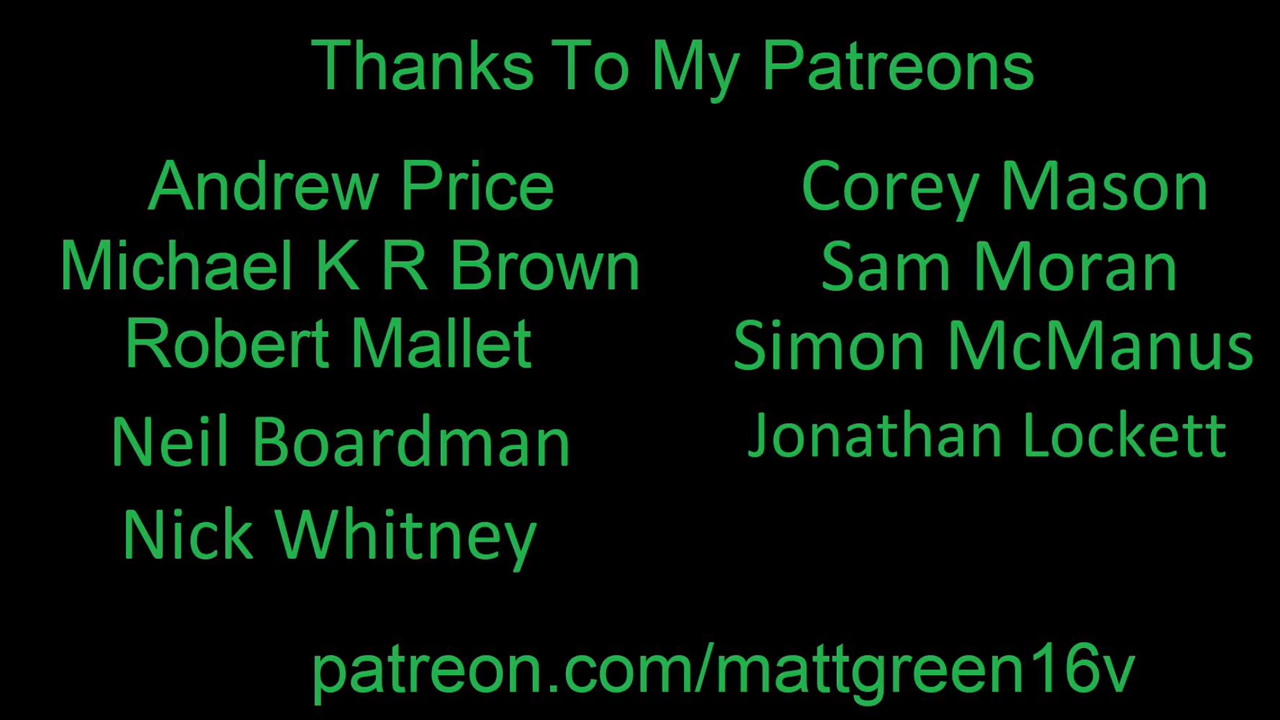 Thanks To My Patreons
Andrew Price
Michael K R Brown
Robert Mallet
Neil Boardman
Nick Whitney
Corey Mason
Sam Moran
Simon McManus
Jonathan Lockett
patreon.com/mattgreen16v